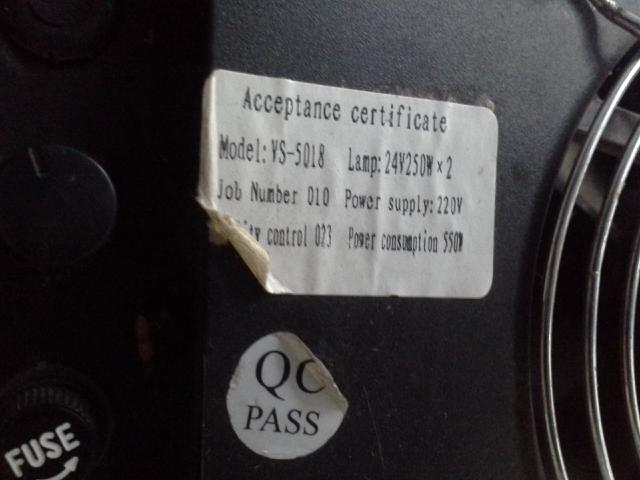 Acceptance certificate
Model: VS-5018 Lamp: 24V250W×2
Job Number 010 Power supply: 220V
control 023 Power consumption 550W
QC
PASS
FUSE